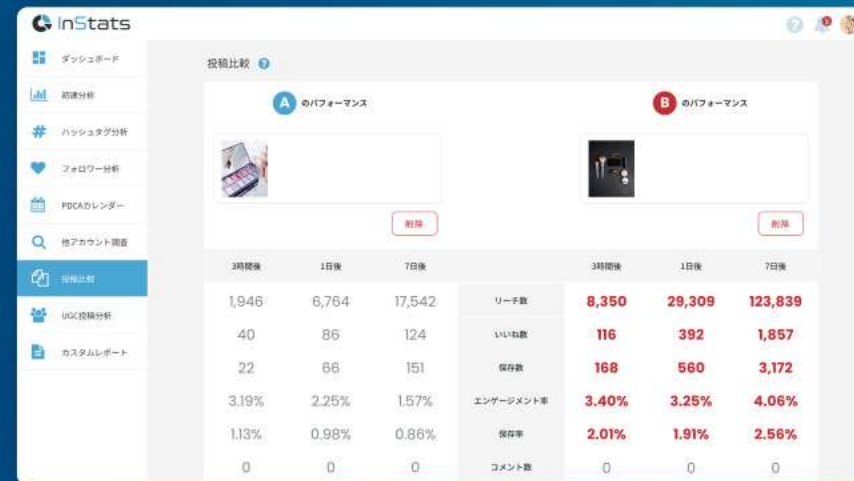 InStats
ダッシュボード
初速分析
ハッシュタグ分析
フォロワー分析
PDCAカレンダー
他アカウント調査
投稿比較
UGC投稿分析
カスタムレポート
投稿比較 ?
A のパフォーマンス
B のパフォーマンス
削除
削除
3時間後 1日後 7日後 3時間後 1日後 7日後
1,946 6,764 17,542 リーチ数 8,350 29,309 123,839
40 86 124 いいね数 116 392 1,857
22 66 151 保存数 168 560 3,172
3.19% 2.25% 1.57% エンゲージメント率 3.40% 3.25% 4.06%
1.13% 0.98% 0.86% 保存率 2.01% 1.91% 2.56%
0 0 0 コメント数 0 0 0